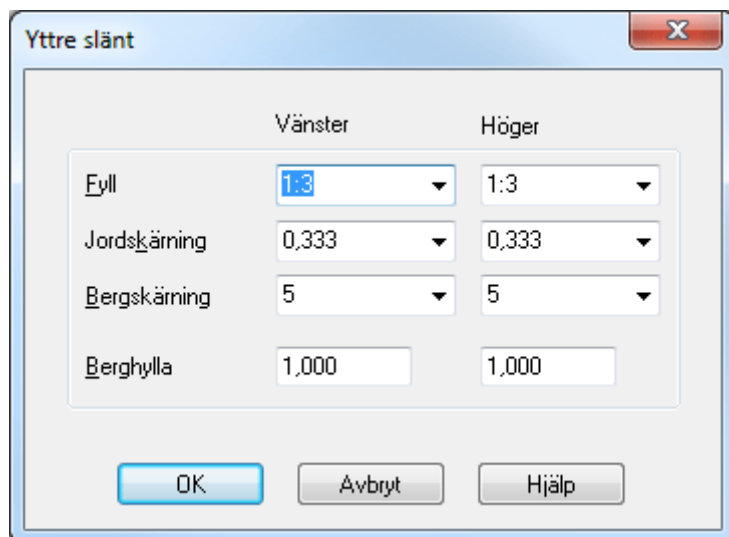 Yttre slänt
Vänster Höger
Fyll 1:3 1:3
Jordskärning 0,333 0,333
Bergskärning 5 5
Berghylla 1,000 1,000
OK Avbryt Hjälp